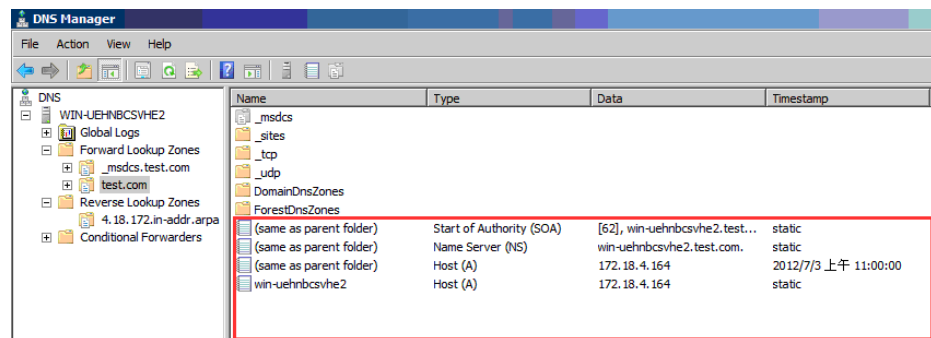 DNS Manager
File Action View Help
DNS
WIN-UEHNBCSVHE2
Global Logs
Forward Lookup Zones
_msdcs.test.com
test.com
Reverse Lookup Zones
4.18.172.in-addr.arpa
Conditional Forwarders
Name Type Data Timestamp
_msdcs
_sites
_tcp
_udp
DomainDnsZones
ForestDnsZones
(same as parent folder) Start of Authority (SOA) [62], win-uehnbcsvhe2.test... static
(same as parent folder) Name Server (NS) win-uehnbcsvhe2.test.com. static
(same as parent folder) Host (A) 172.18.4.164 2012/7/3 上午 11:00:00
win-uehnbcsvhe2 Host (A) 172.18.4.164 static